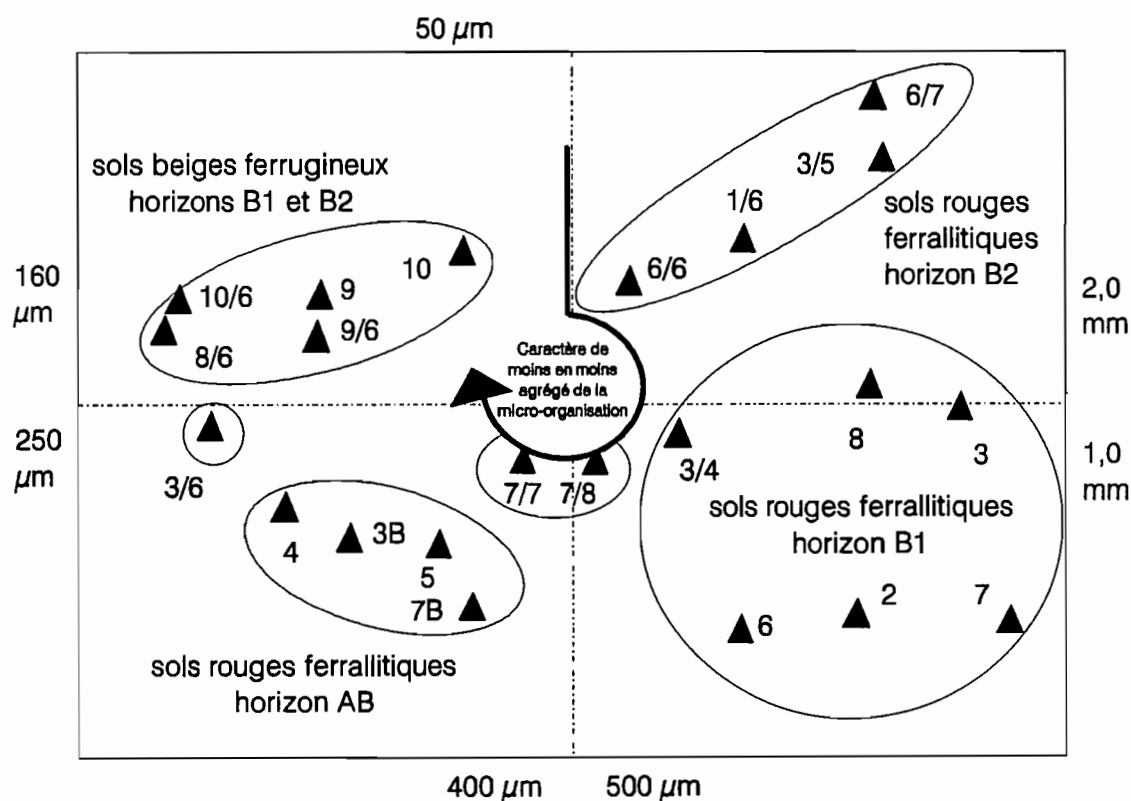 50 µm
6/7
sols beiges ferrugineux
horizons B1 et B2
3/5
1/6
sols rouges
ferrallitiques
horizon B2
160
µm
10
6/6
10/6
9
2,0
mm
8/6
9/6
Caractère de
moins en moins
agrégé de la
micro-organisation
250
µm
3/6
8
3
3/4
1,0
mm
7/7
7/8
sols rouges ferrallitiques
horizon B1
4
3B
5
7B
6
2
7
sols rouges ferrallitiques
horizon AB
400 µm
500 µm